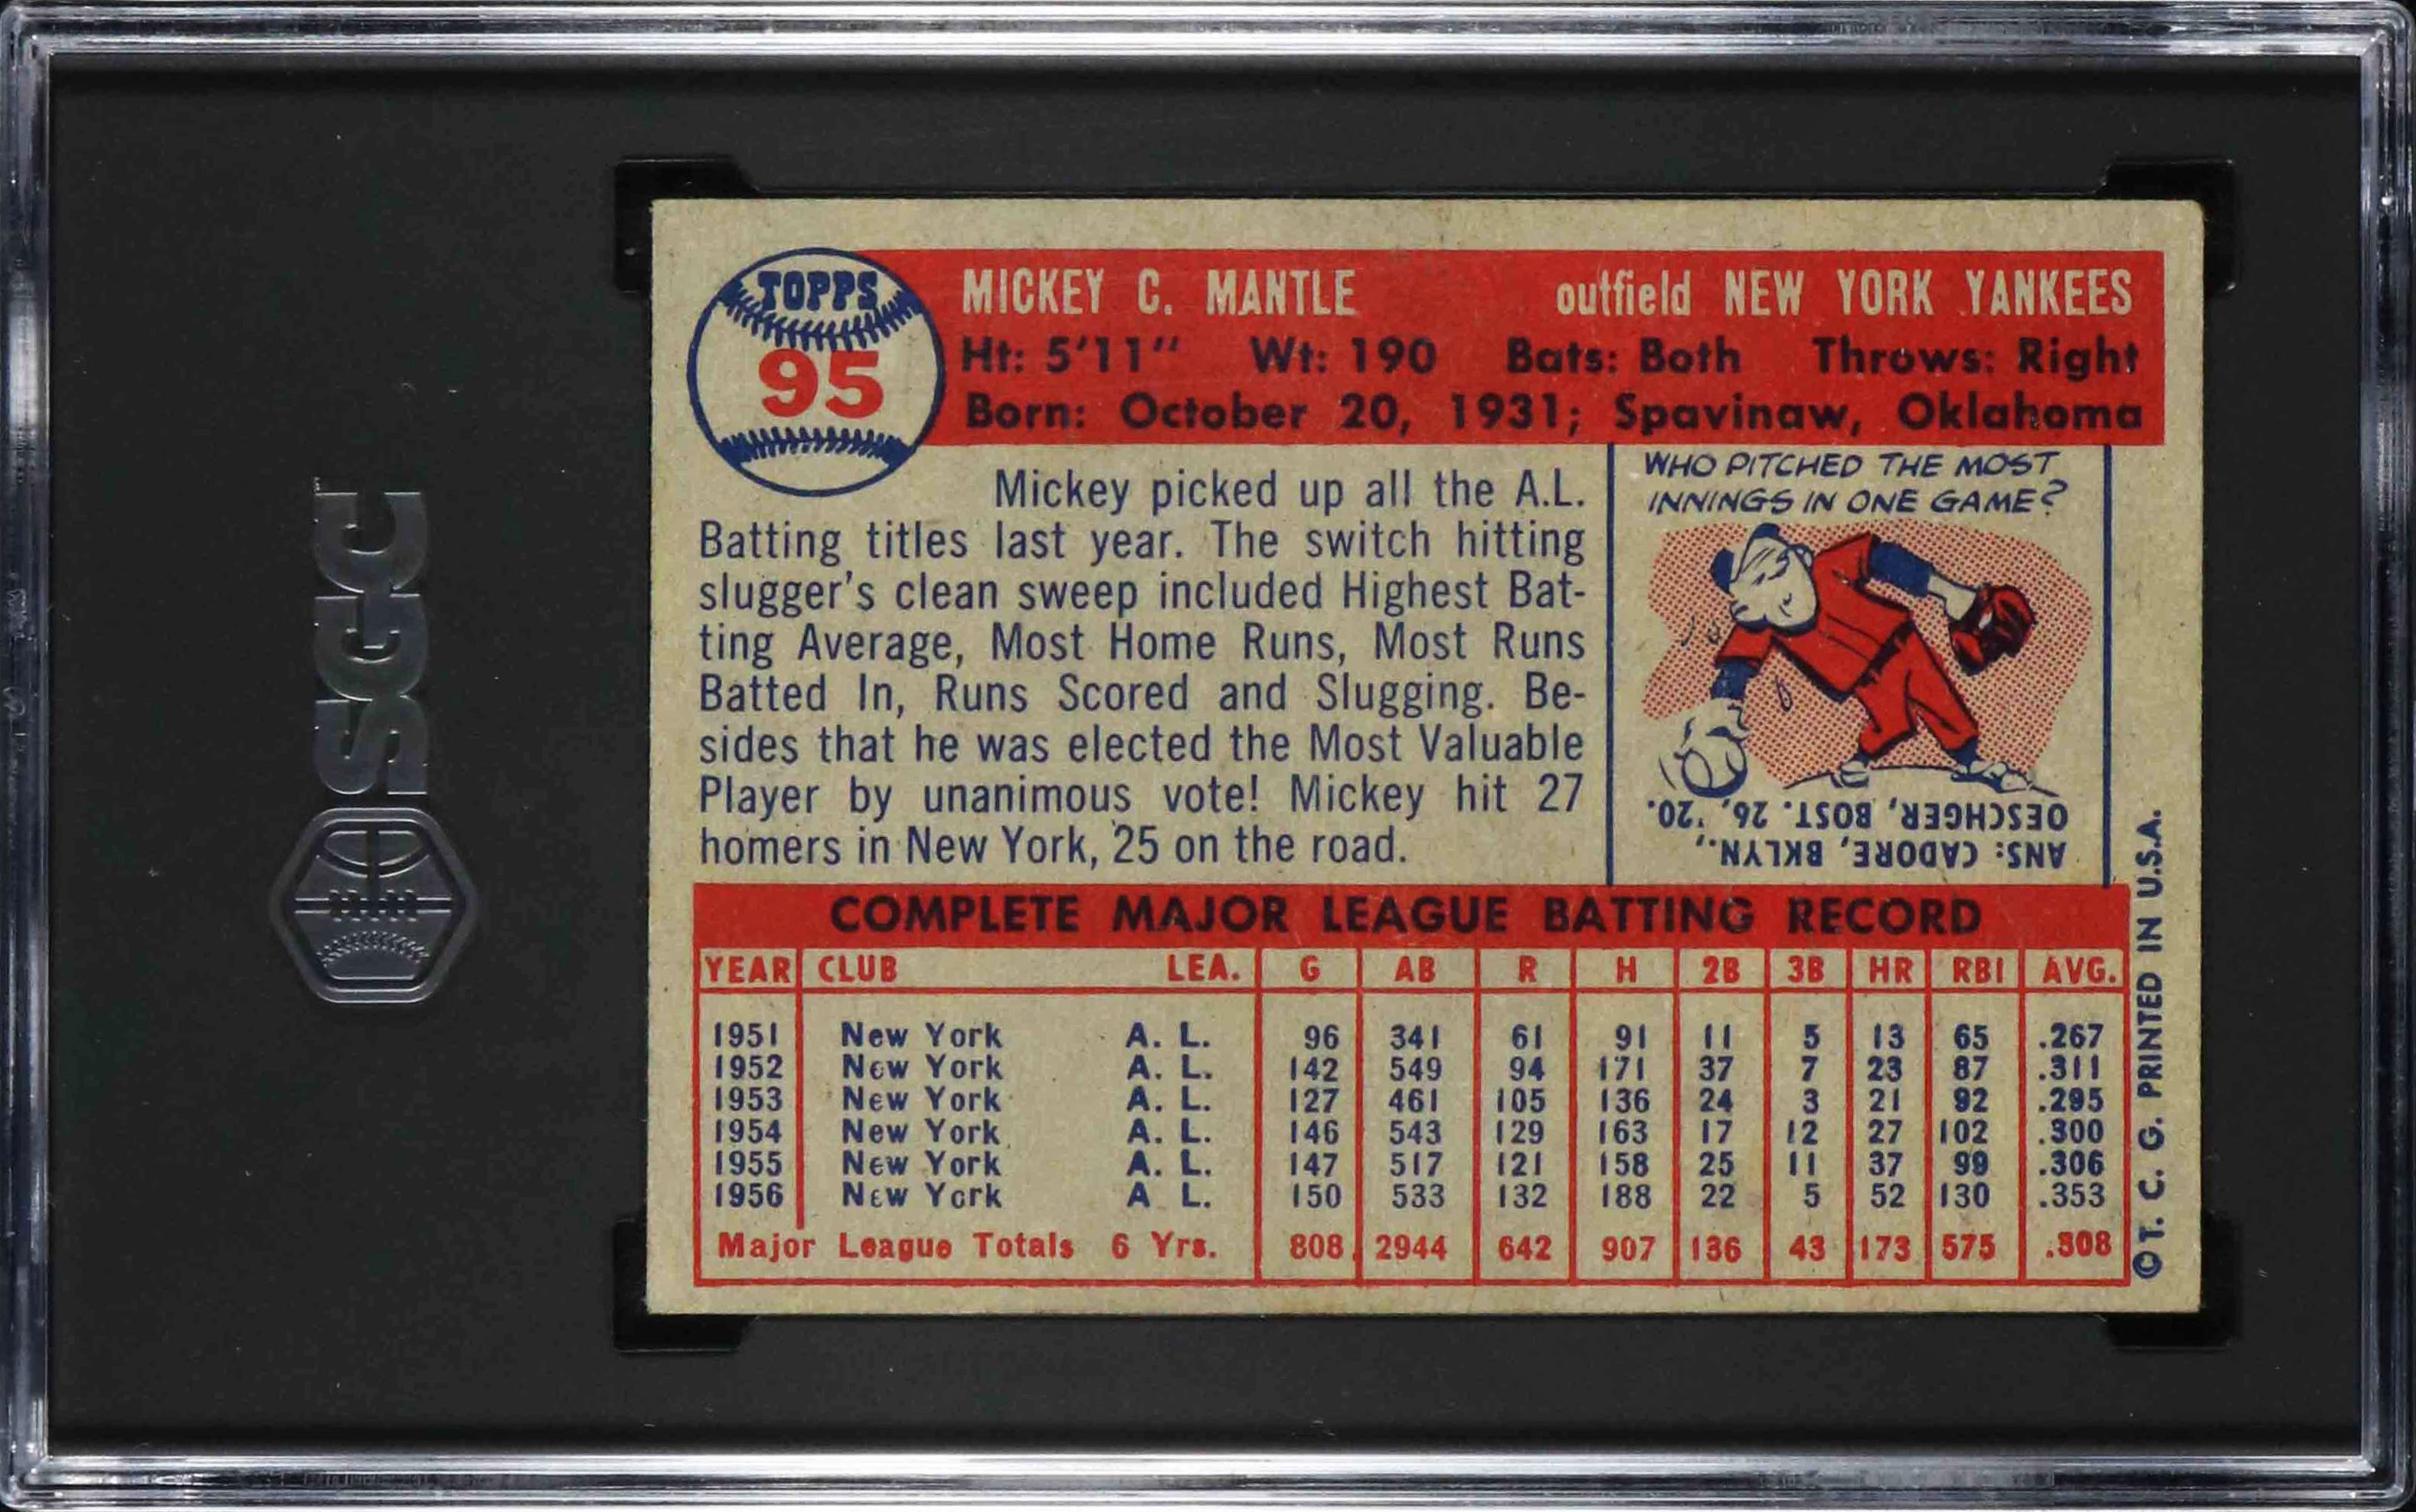 SGC
TOPPS
95
MICKEY C. MANTLE outfield NEW YORK YANKEES
Ht: 5'11" Wt: 190 Bats: Both Throws: Right
Born: October 20, 1931; Spavinaw, Oklahoma
Mickey picked up all the A.L.
Batting titles last year. The switch hitting
slugger's clean sweep included Highest Bat-
ting Average, Most Home Runs, Most Runs
Batted In, Runs Scored and Slugging. Be-
sides that he was elected the Most Valuable
Player by unanimous vote! Mickey hit 27
homers in New York, 25 on the road.
WHO PITCHED THE MOST
INNINGS IN ONE GAME?
ANS: CADORE, BKLYN.,
OESCHGER, BOST. 26, '20.
COMPLETE MAJOR LEAGUE BATTING RECORD
YEAR CLUB LEA. G AB R H 2B 3B HR RBI AVG.
1951 New York A. L. 96 341 61 91 11 5 13 65 .267
1952 New York A. L. 142 549 94 171 37 7 23 87 .311
1953 New York A. L. 127 461 105 136 24 3 21 92 .295
1954 New York A. L. 146 543 129 163 17 12 27 102 .300
1955 New York A. L. 147 517 121 158 25 11 37 99 .306
1956 New York A L. 150 533 132 188 22 5 52 130 .353
Major League Totals 6 Yrs. 808 2944 642 907 136 43 173 575 .308
©T. C. G. PRINTED IN U.S.A.